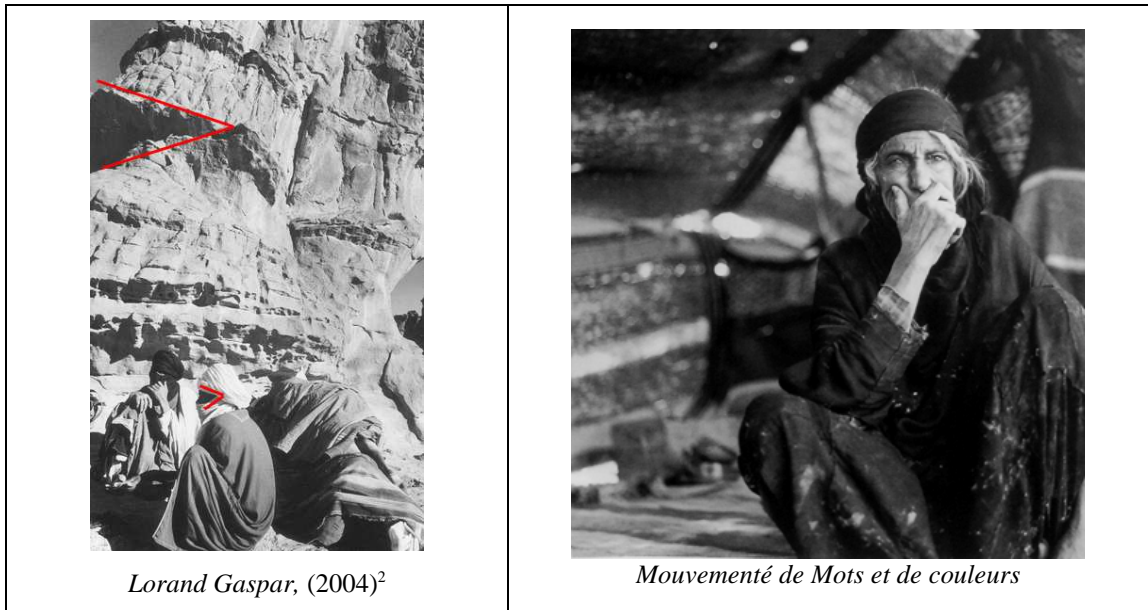 Lorand Gaspar, (2004)²
Mouvementé de Mots et de couleurs